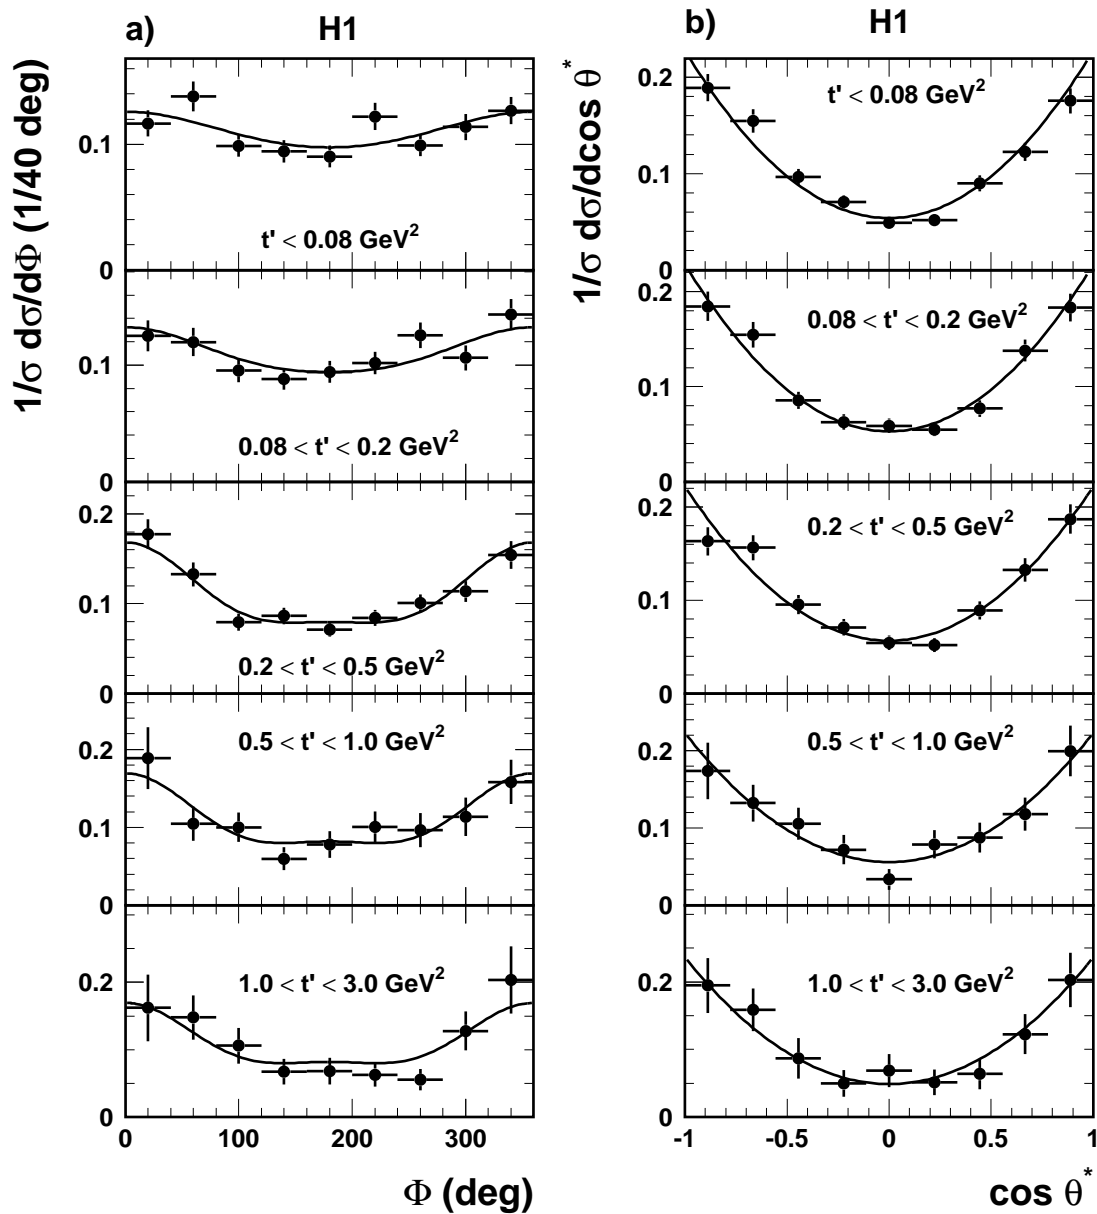 a) H1
b) H1
1/σ dσ/dΦ (1/40 deg)
0.1
0
t' < 0.08 GeV2
0.1
0
0.08 < t' < 0.2 GeV2
0.2
0.1
0
0.2 < t' < 0.5 GeV2
0.2
0.1
0
0.5 < t' < 1.0 GeV2
0.2
0
1.0 < t' < 3.0 GeV2
0 100 200 300
Φ (deg)
1/σ dσ/dcos θ*
0.2
0.1
0
t' < 0.08 GeV2
0.2
0.1
0
0.08 < t' < 0.2 GeV2
0.2
0.1
0
0.2 < t' < 0.5 GeV2
0.2
0.1
0
0.5 < t' < 1.0 GeV2
0.2
0
1.0 < t' < 3.0 GeV2
-1 -0.5 0 0.5 1
cos θ*